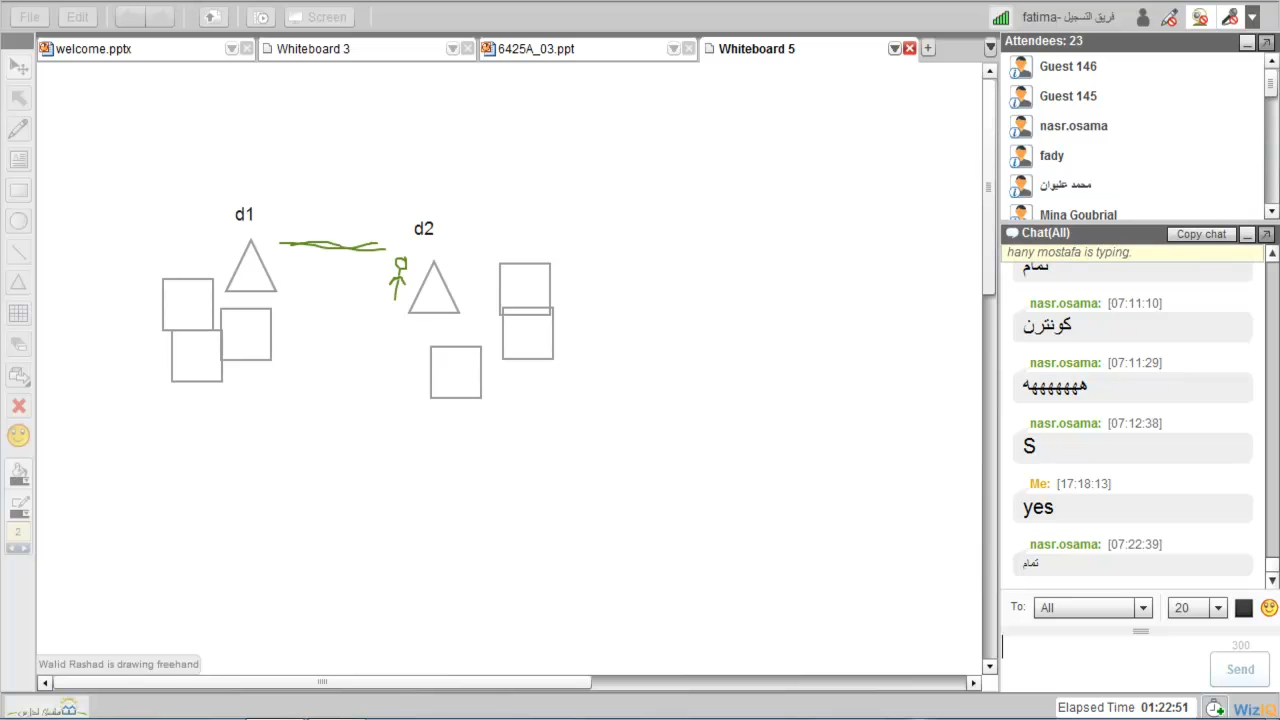 File Edit Screen
fatima- فريق التسجيل
welcome.pptx Whiteboard 3 6425A_03.ppt Whiteboard 5
Attendees: 23
Guest 146
Guest 145
nasr.osama
fady
محمد عليوان
Mina Goubrial
Chat(All) Copy chat
hany mostafa is typing.
تمام
nasr.osama: [07:11:10]
كونترن
nasr.osama: [07:11:29]
هههههههه
nasr.osama: [07:12:38]
S
Me: [17:18:13]
yes
nasr.osama: [07:22:39]
تمام
To: All 20
300
Send
d1
d2
2
Walid Rashad is drawing freehand
Elapsed Time 01:22:51
WizIQ